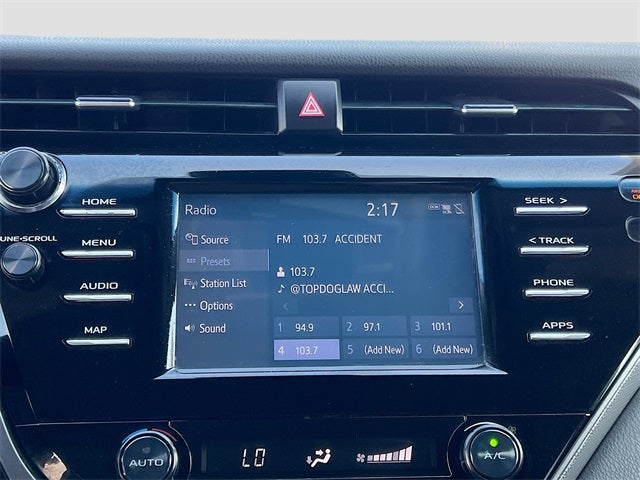 HOME
TUNE-SCROLL
MENU
AUDIO
MAP
Radio
2:17
Source
Presets
Station List
Options
Sound
FM 103.7 ACCIDENT
103.7
@TOPDOGLAW ACCI...
1 94.9
2 97.1
3 101.1
4 103.7
5 (Add New)
6 (Add New)
SEEK >
< TRACK
PHONE
APPS
AUTO
LO
A/C